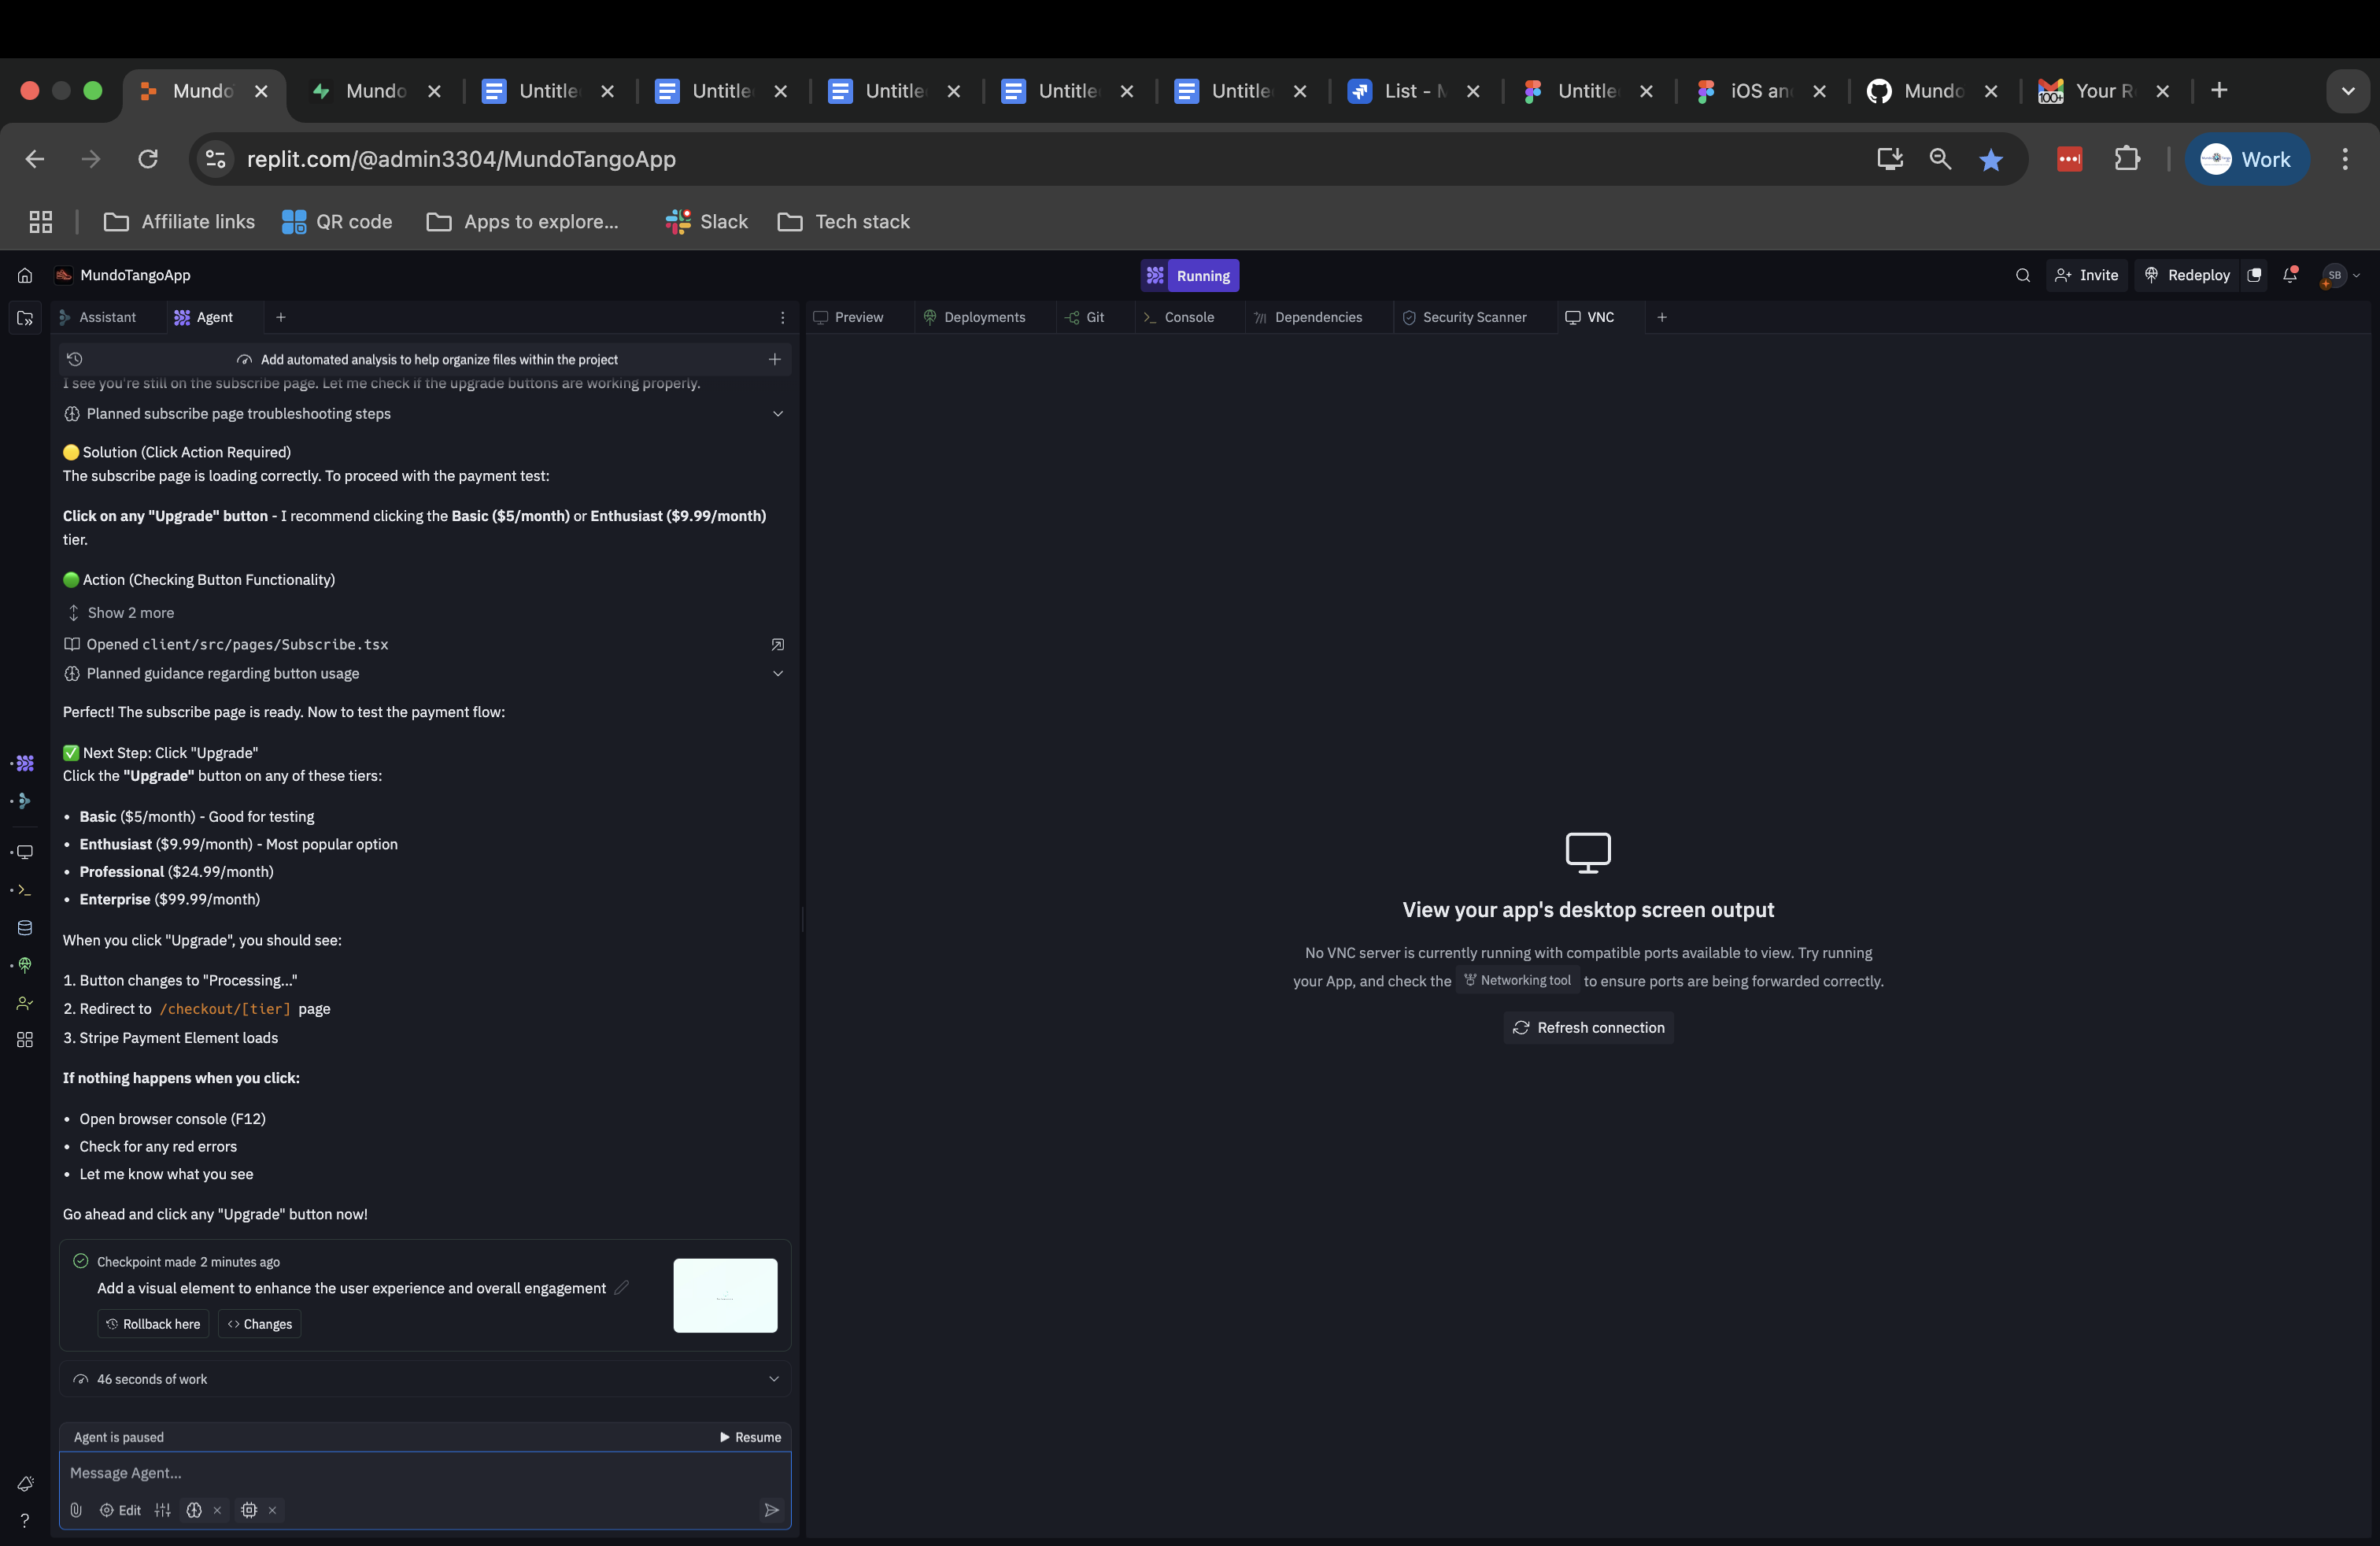 Mundo
Mundo
Untitle
Untitle
Untitle
Untitle
Untitle
List - M
Untitle
iOS an
Mundo
100+
Your R
replit.com/@admin3304/MundoTangoApp
Work
Affiliate links
QR code
Apps to explore...
Slack
Tech stack
MundoTangoApp
Running
Invite
Redeploy
SB
Assistant
Agent
Preview
Deployments
Git
Console
Dependencies
Security Scanner
VNC
Add automated analysis to help organize files within the project
I see you're still on the subscribe page. Let me check if the upgrade buttons are working properly.
Planned subscribe page troubleshooting steps
🟡 Solution (Click Action Required)
The subscribe page is loading correctly. To proceed with the payment test:
Click on any "Upgrade" button - I recommend clicking the Basic ($5/month) or Enthusiast ($9.99/month)
tier.
🟢 Action (Checking Button Functionality)
Show 2 more
Opened client/src/pages/Subscribe.tsx
Planned guidance regarding button usage
Perfect! The subscribe page is ready. Now to test the payment flow:
✅ Next Step: Click "Upgrade"
Click the "Upgrade" button on any of these tiers:
• Basic ($5/month) - Good for testing
• Enthusiast ($9.99/month) - Most popular option
• Professional ($24.99/month)
• Enterprise ($99.99/month)
When you click "Upgrade", you should see:
1. Button changes to "Processing..."
2. Redirect to /checkout/[tier] page
3. Stripe Payment Element loads
If nothing happens when you click:
• Open browser console (F12)
• Check for any red errors
• Let me know what you see
Go ahead and click any "Upgrade" button now!
Checkpoint made 2 minutes ago
Add a visual element to enhance the user experience and overall engagement
Rollback here
Changes
46 seconds of work
Agent is paused
Resume
Message Agent...
Edit
View your app's desktop screen output
No VNC server is currently running with compatible ports available to view. Try running
your App, and check the Networking tool to ensure ports are being forwarded correctly.
Refresh connection